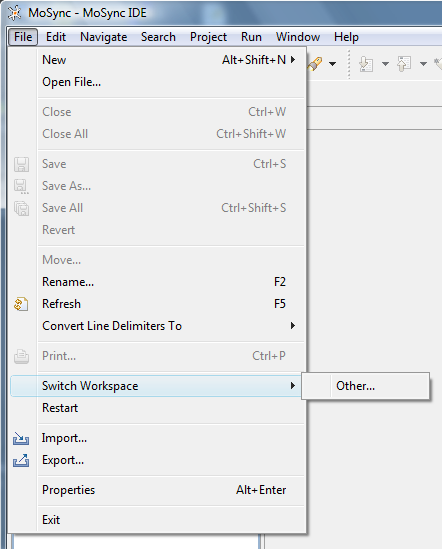 MoSync - MoSync IDE
File Edit Navigate Search Project Run Window Help
New Alt+Shift+N
Open File...
Close Ctrl+W
Close All Ctrl+Shift+W
Save Ctrl+S
Save As...
Save All Ctrl+Shift+S
Revert
Move...
Rename... F2
Refresh F5
Convert Line Delimiters To
Print... Ctrl+P
Switch Workspace Other...
Restart
Import...
Export...
Properties Alt+Enter
Exit